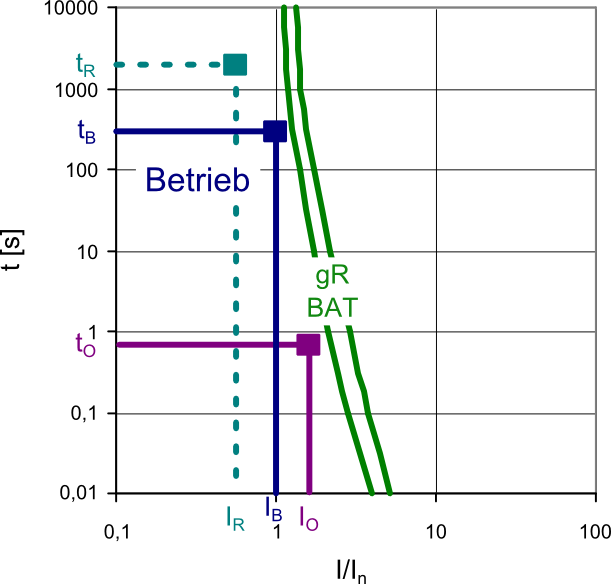 10000
t_R
1000
t_B
100
Betrieb
10
t [s]
gR
BAT
1
t_O
0,1
0,01
I_R
I_B
I_O
0,1
1
10
100
I/I_n